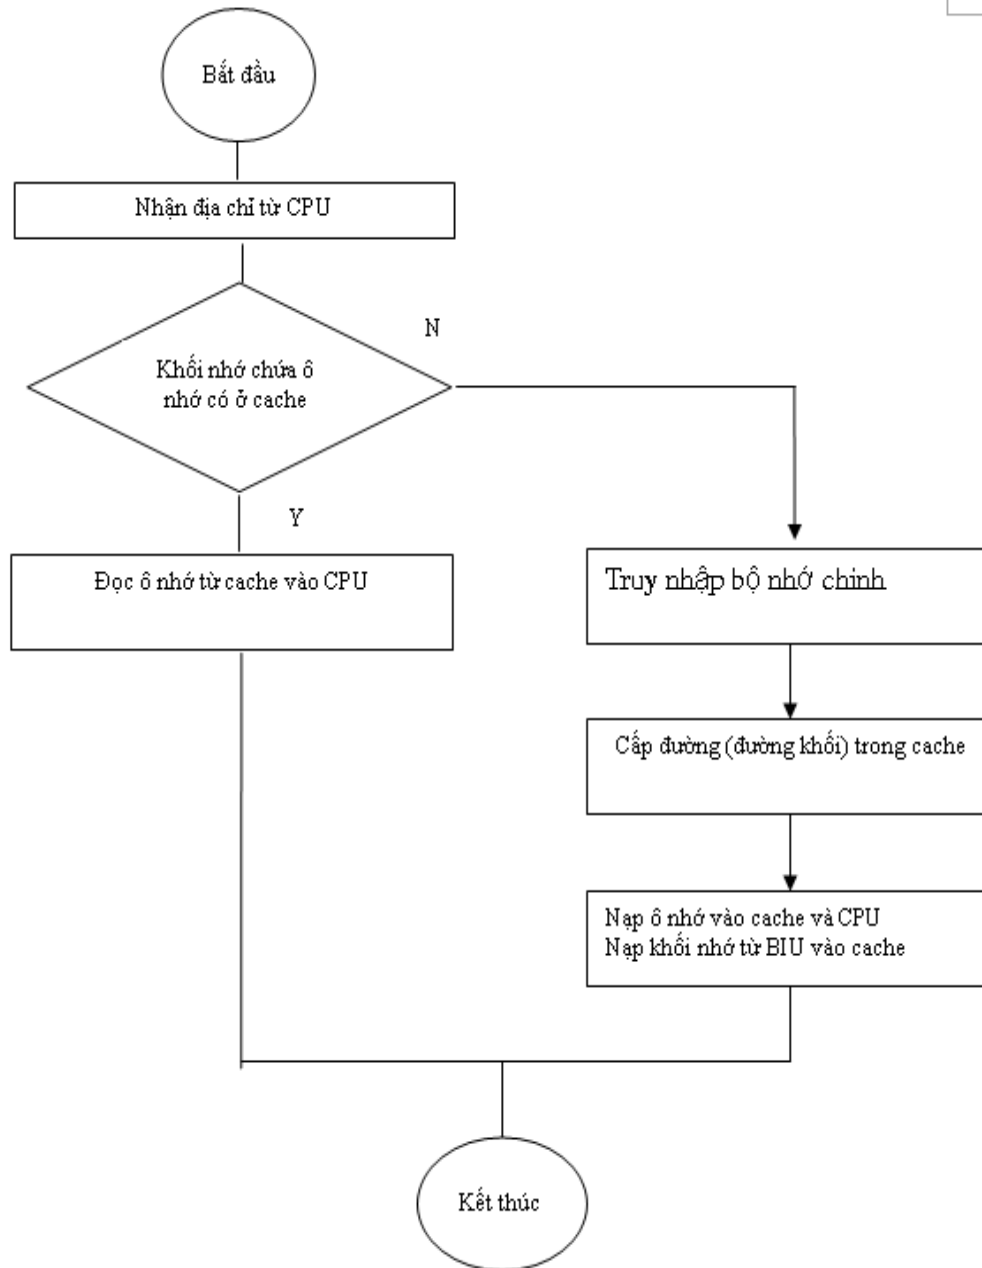 Bắt đầu
Nhận địa chỉ từ CPU
N
Khối nhớ chứa ô
nhớ có ở cache
Y
Đọc ô nhớ từ cache vào CPU
Truy nhập bộ nhớ chinh
Cấp đường (đường khối) trong cache
Nạp ô nhớ vào cache và CPU
Nạp khối nhớ từ BIU vào cache
Kết thúc